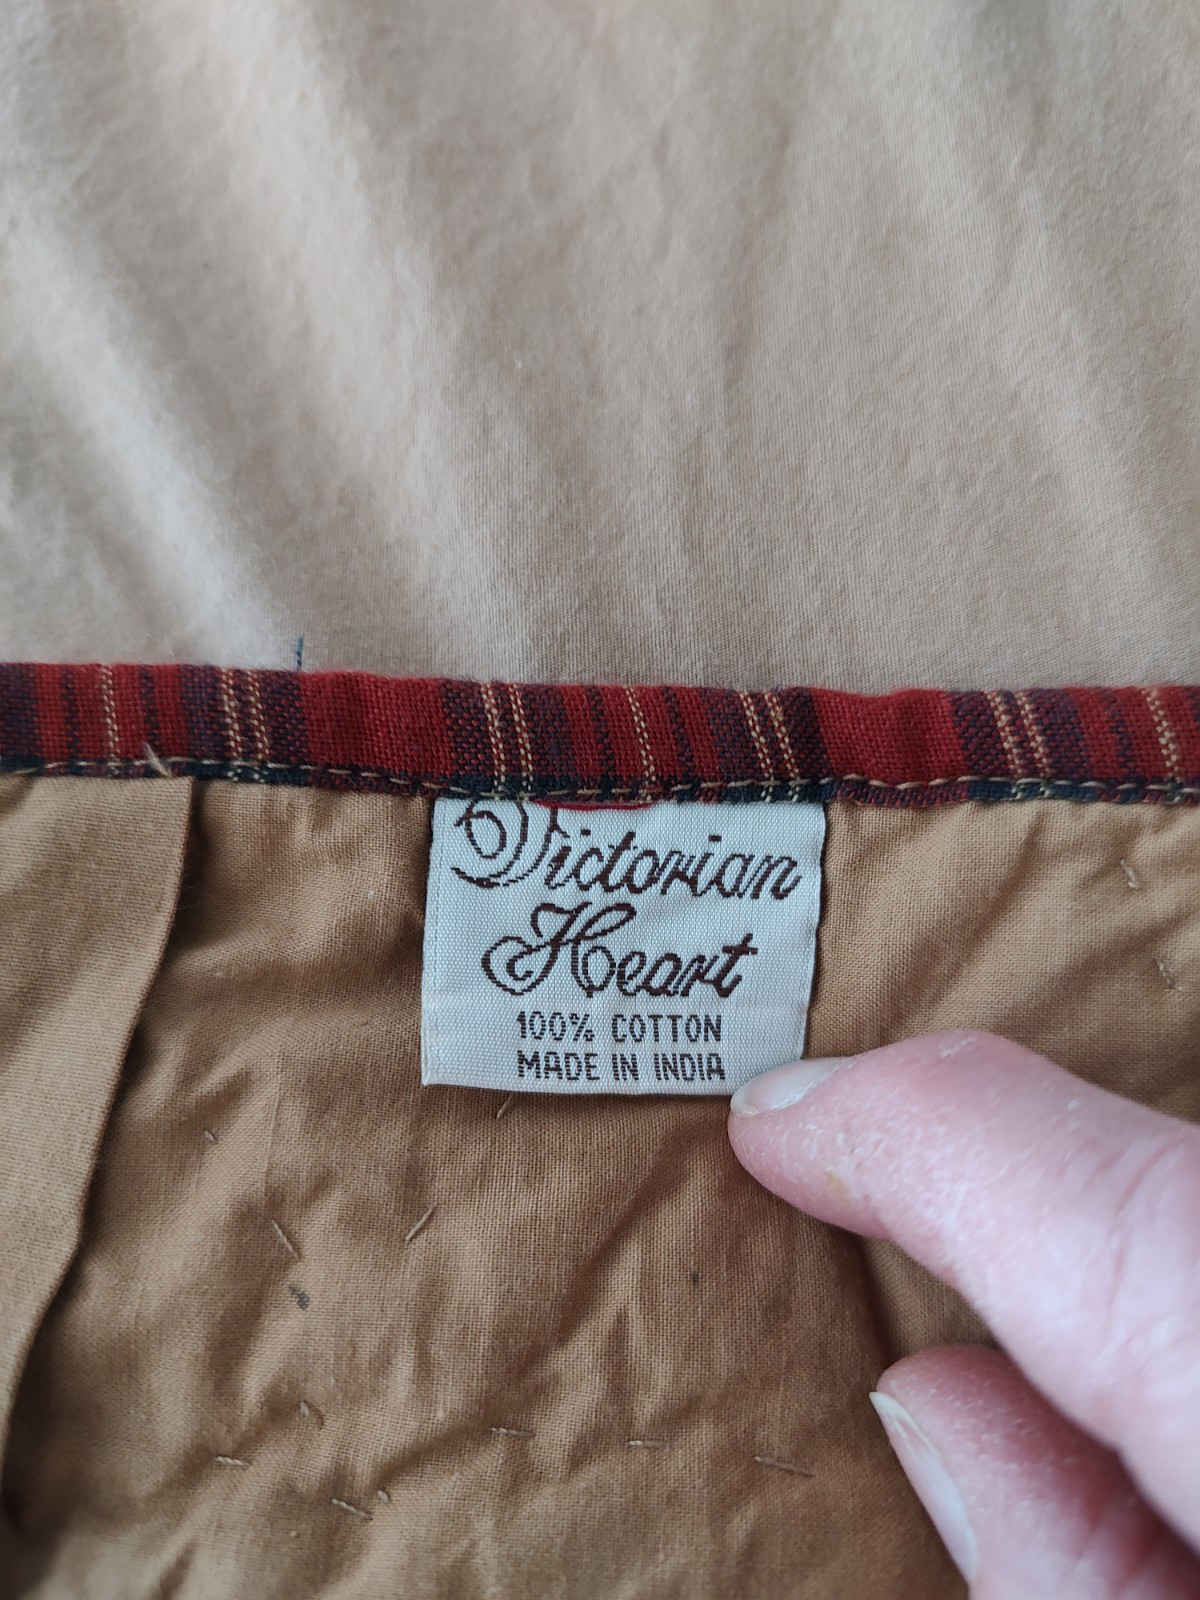 Victorian
Heart
100% COTTON
MADE IN INDIA